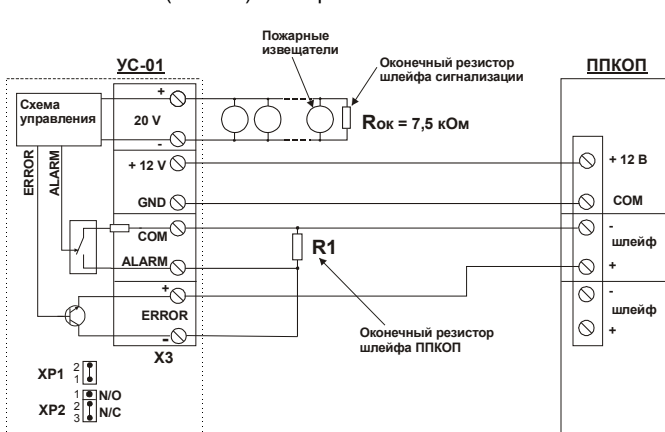 Пожарные
извещатели
УС-01
Оконечный резистор
шлейфа сигнализации
ППКОП
Схема
управления
+
20 V
-
Rок = 7,5 кОм
ERROR
ALARM
+ 12 V
+ 12 В
GND
COM
COM
-
шлейф
+
R1
ALARM
+
ERROR
-
-
шлейф
+
Оконечный резистор
шлейфа ППКОП
X3
XP1
2
1
XP2
1
2
3
N/O
N/C